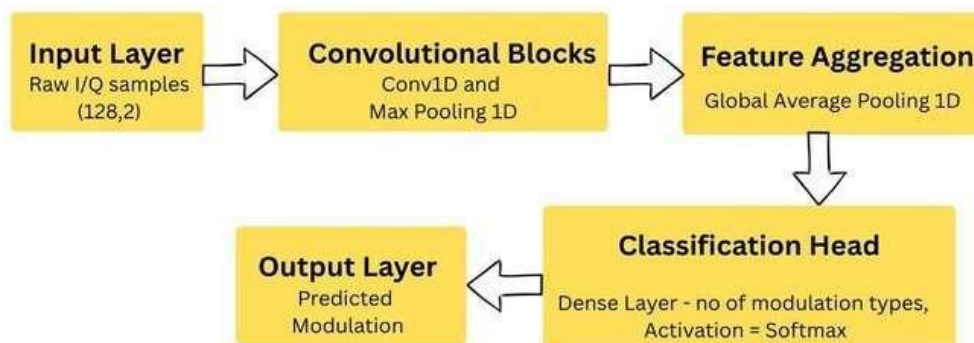 Input Layer
Raw I/Q samples
(128,2)
Convolutional Blocks
Conv1D and
Max Pooling 1D
Feature Aggregation
Global Average Pooling 1D
Classification Head
Dense Layer - no of modulation types,
Activation = Softmax
Output Layer
Predicted
Modulation